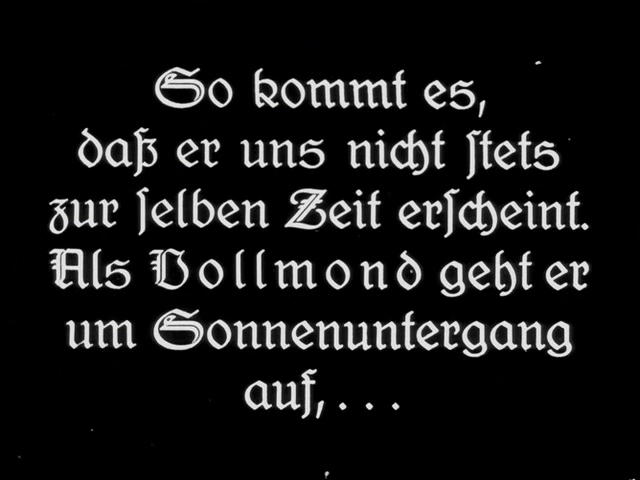 So kommt es,
daß er uns nicht stets
zur selben Zeit erscheint.
Als Vollmond geht er
um Sonnenuntergang
auf,...